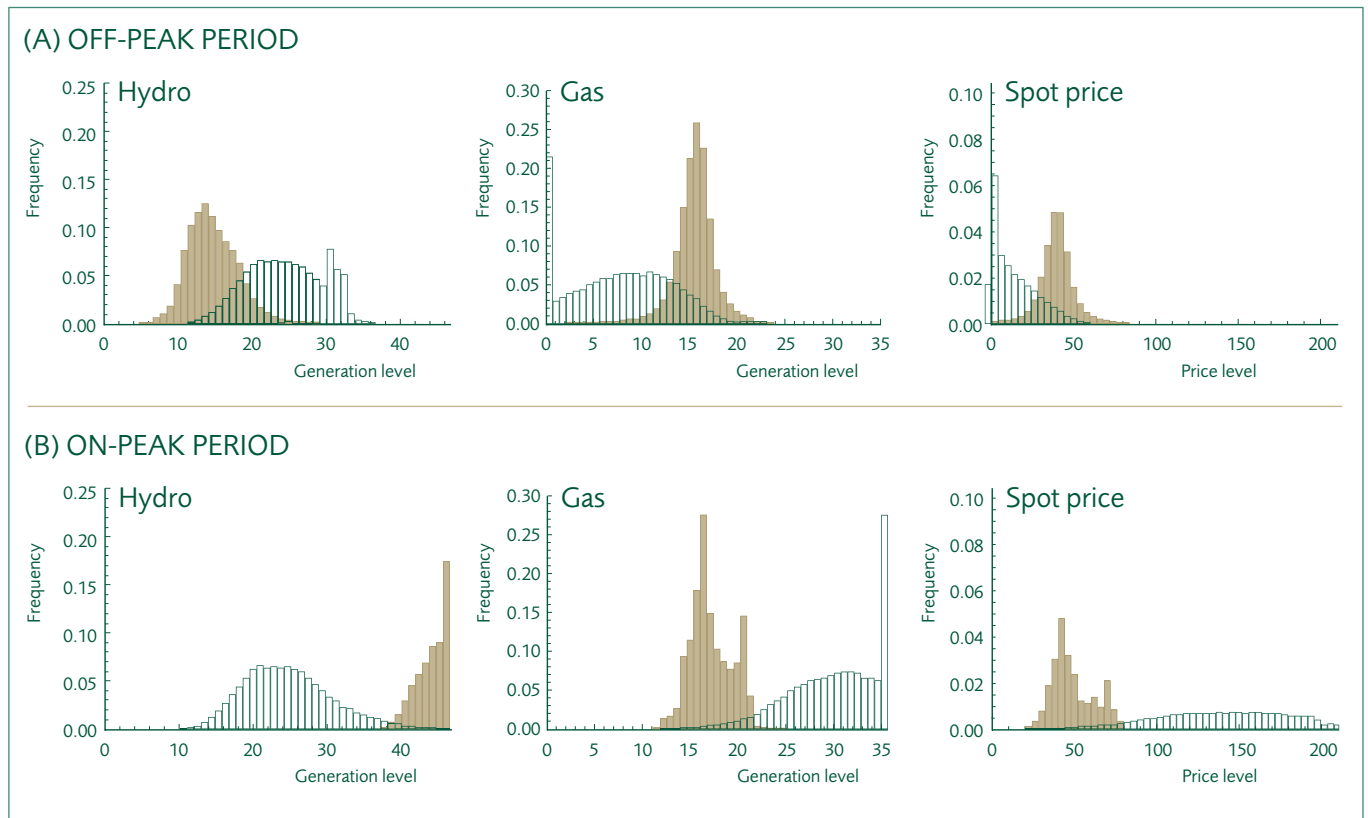 (A) OFF-PEAK PERIOD
Hydro
Frequency
0.25
0.20
0.15
0.10
0.05
0.00
0 10 20 30 40
Generation level
Gas
Frequency
0.30
0.25
0.20
0.15
0.10
0.05
0.00
0 5 10 15 20 25 30 35
Generation level
Spot price
Frequency
0.10
0.08
0.06
0.04
0.02
0.00
0 50 100 150 200
Price level
(B) ON-PEAK PERIOD
Hydro
Frequency
0.25
0.20
0.15
0.10
0.05
0.00
0 10 20 30 40
Generation level
Gas
Frequency
0.30
0.25
0.20
0.15
0.10
0.05
0.00
0 5 10 15 20 25 30 35
Generation level
Spot price
Frequency
0.10
0.08
0.06
0.04
0.02
0.00
0 50 100 150 200
Price level